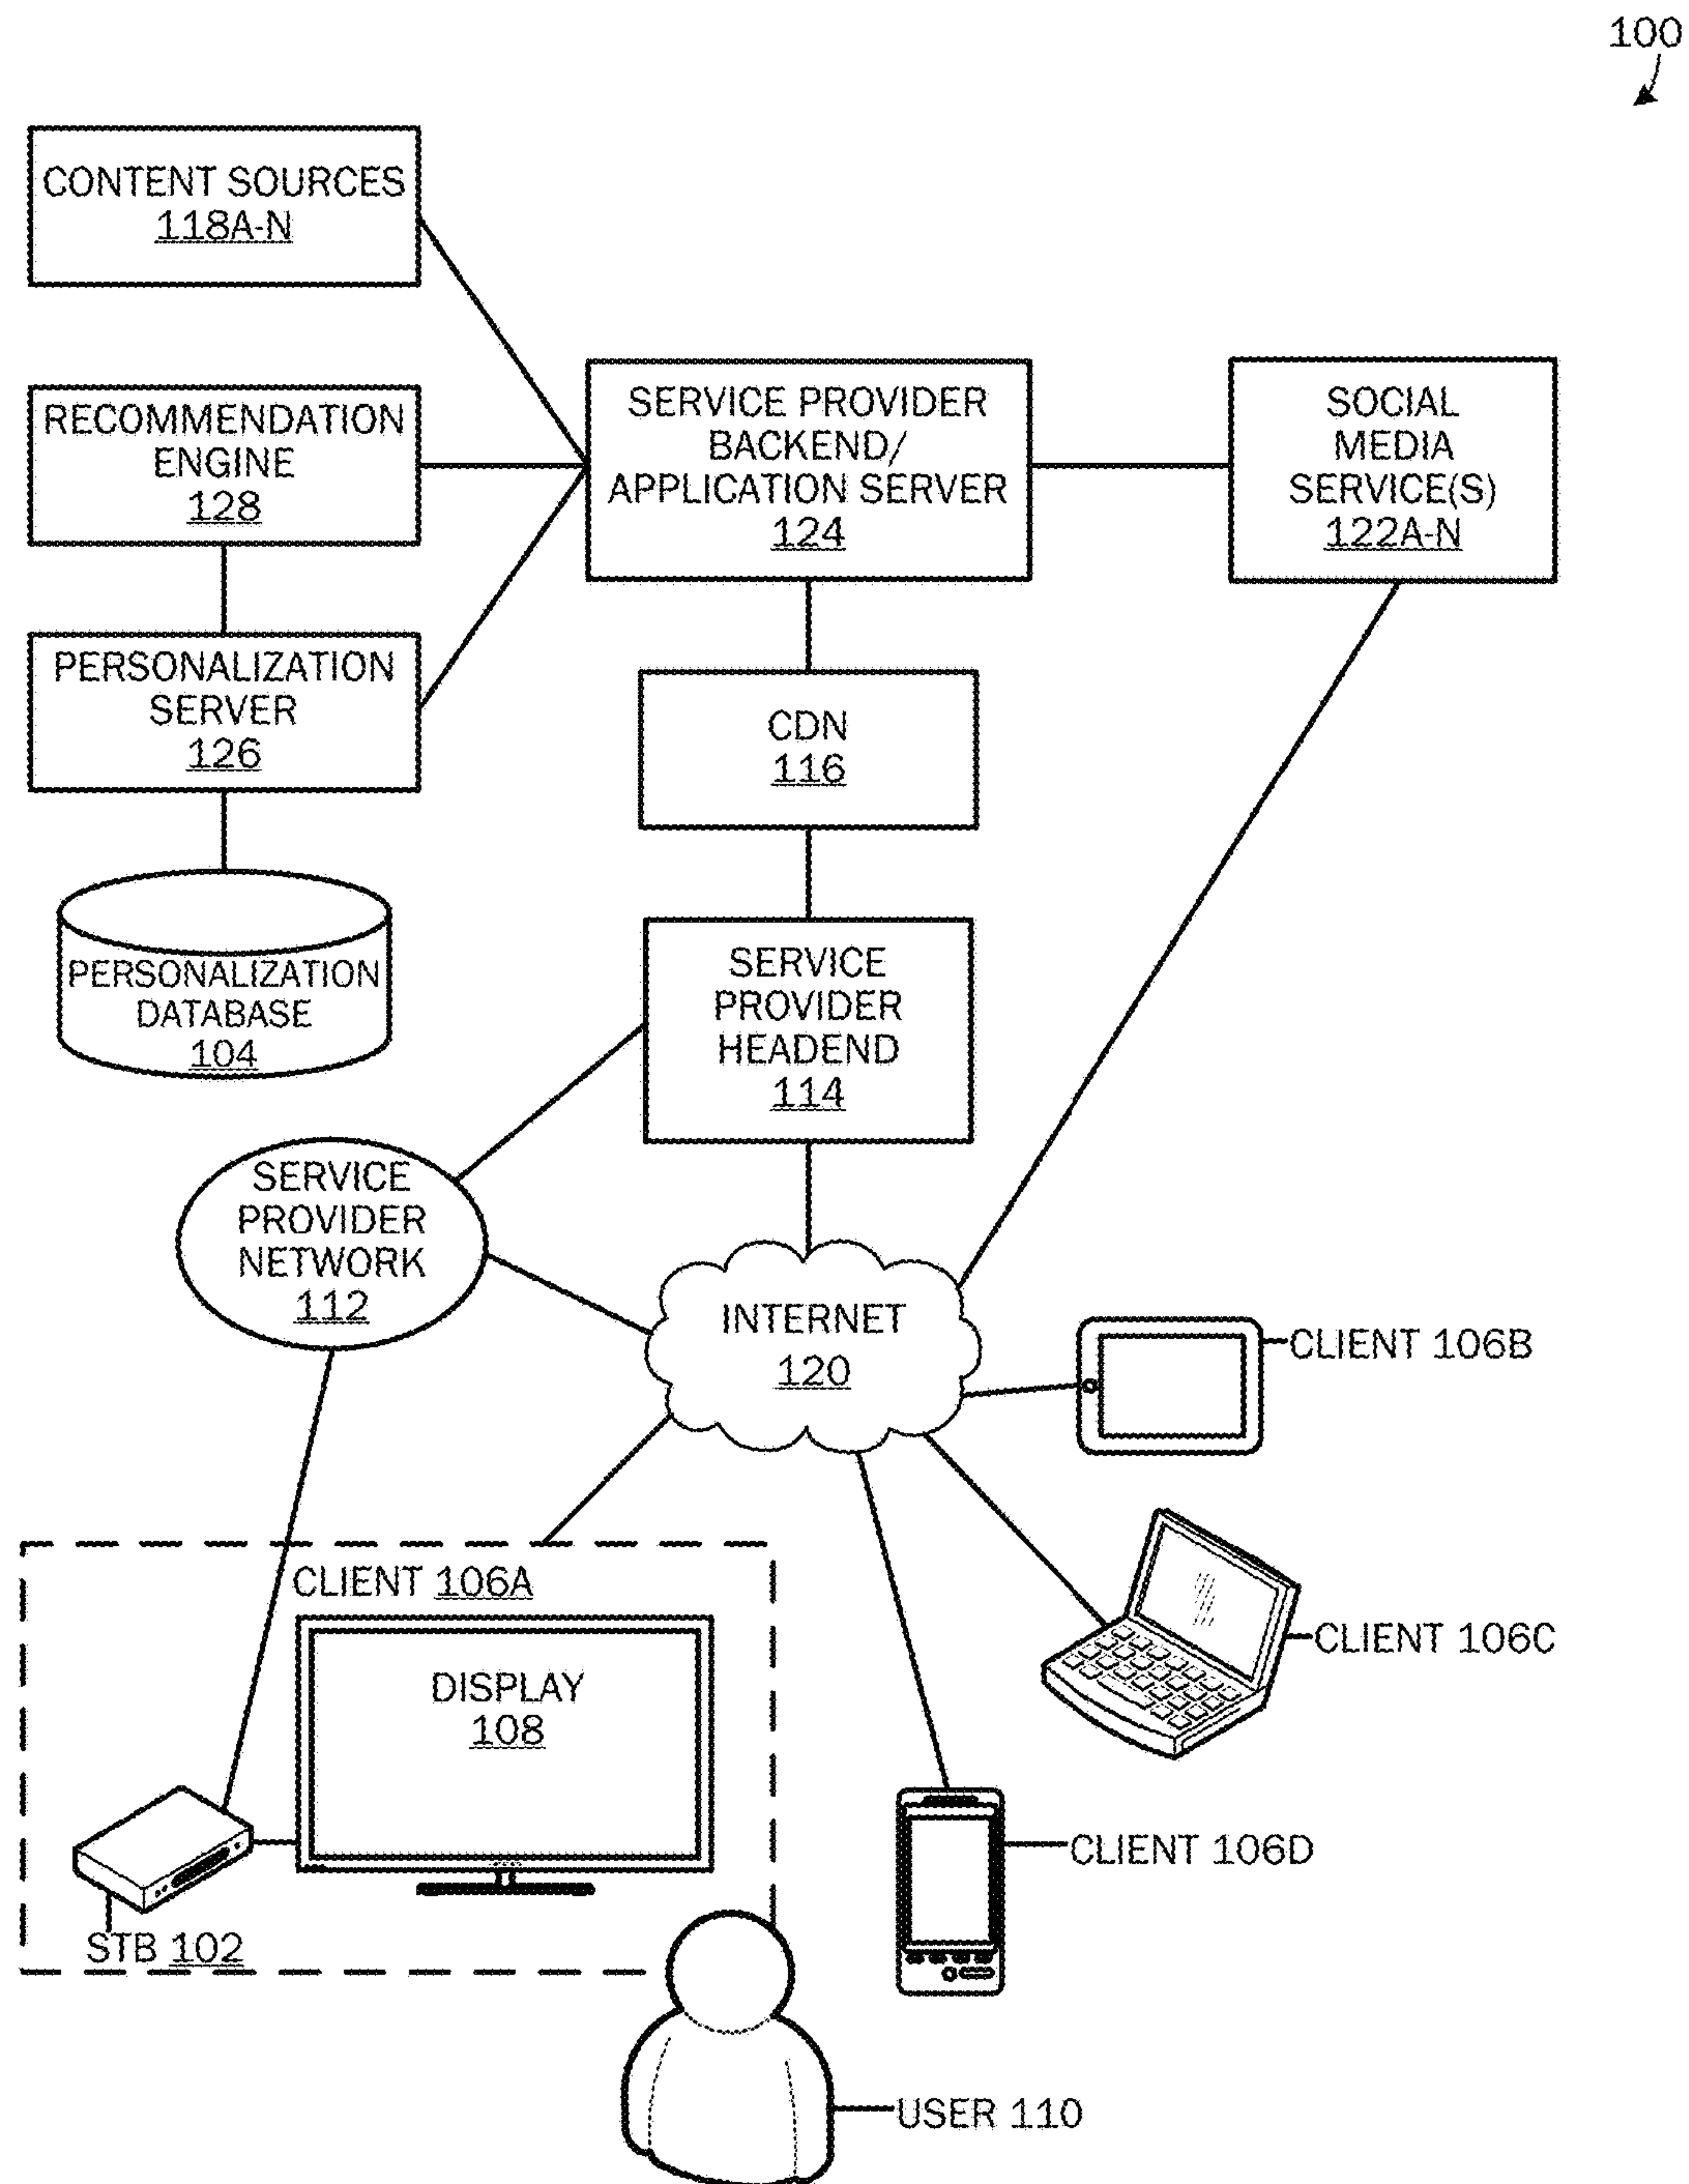 100
CONTENT SOURCES
118A-N
RECOMMENDATION
ENGINE
128
SERVICE PROVIDER
BACKEND/
APPLICATION SERVER
124
SOCIAL
MEDIA
SERVICE(S)
122A-N
PERSONALIZATION
SERVER
126
CDN
116
PERSONALIZATION
DATABASE
104
SERVICE
PROVIDER
HEADEND
114
SERVICE
PROVIDER
NETWORK
112
INTERNET
120
CLIENT 106B
CLIENT 106A
CLIENT 106C
DISPLAY
108
CLIENT 106D
STB 102
USER 110